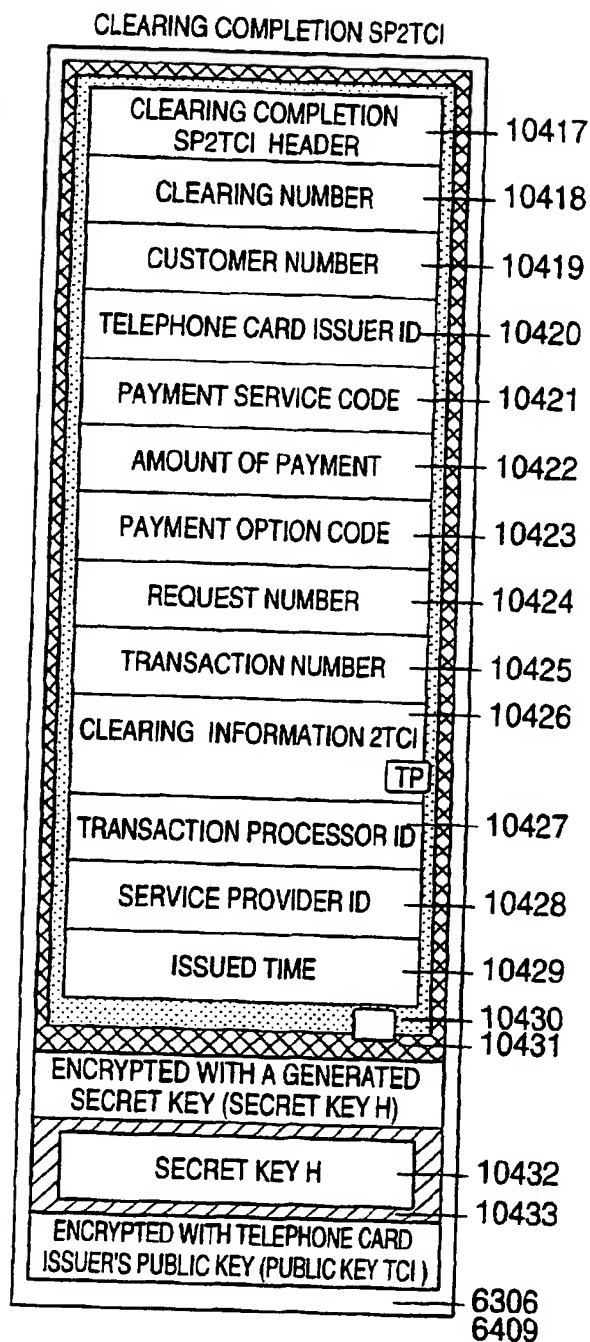 CLEARING COMPLETION SP2TCI
CLEARING COMPLETION
SP2TCI HEADER
10417
CLEARING NUMBER
10418
CUSTOMER NUMBER
10419
TELEPHONE CARD ISSUER ID
10420
PAYMENT SERVICE CODE
10421
AMOUNT OF PAYMENT
10422
PAYMENT OPTION CODE
10423
REQUEST NUMBER
10424
TRANSACTION NUMBER
10425
CLEARING INFORMATION 2TCI
10426
TP
TRANSACTION PROCESSOR ID
10427
SERVICE PROVIDER ID
10428
ISSUED TIME
10429
10430
10431
ENCRYPTED WITH A GENERATED
SECRET KEY (SECRET KEY H)
SECRET KEY H
10432
10433
ENCRYPTED WITH TELEPHONE CARD
ISSUER'S PUBLIC KEY (PUBLIC KEY TCI )
6306
6409